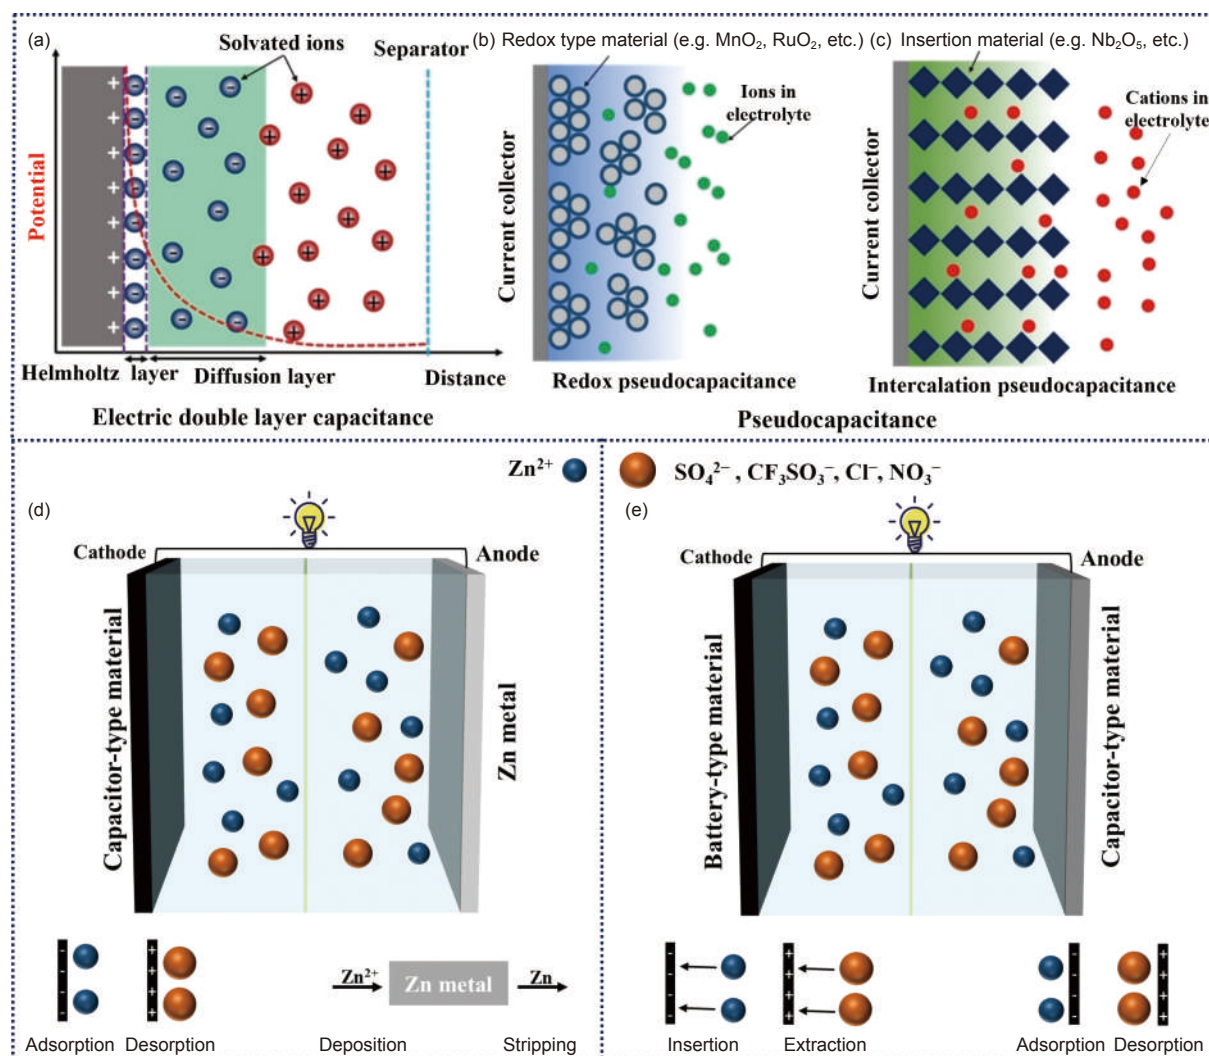 (a)
Solvated ions
Separator
Potential
Helmholtz layer
Diffusion layer
Distance
Electric double layer capacitance
(b) Redox type material (e.g. MnO₂, RuO₂, etc.)
Ions in
electrolyte
Current collector
Redox pseudocapacitance
(c) Insertion material (e.g. Nb₂O₅, etc.)
Cations in
electrolyte
Current collector
Intercalation pseudocapacitance
Pseudocapacitance
Zn²⁺
SO₄²⁻ , CF₃SO₃⁻, Cl⁻, NO₃⁻
(d)
Cathode
Anode
Capacitor-type material
Zn metal
Zn²⁺
Zn metal
Zn
Adsorption Desorption Deposition Stripping
(e)
Cathode
Anode
Battery-type material
Capacitor-type material
Insertion Extraction Adsorption Desorption